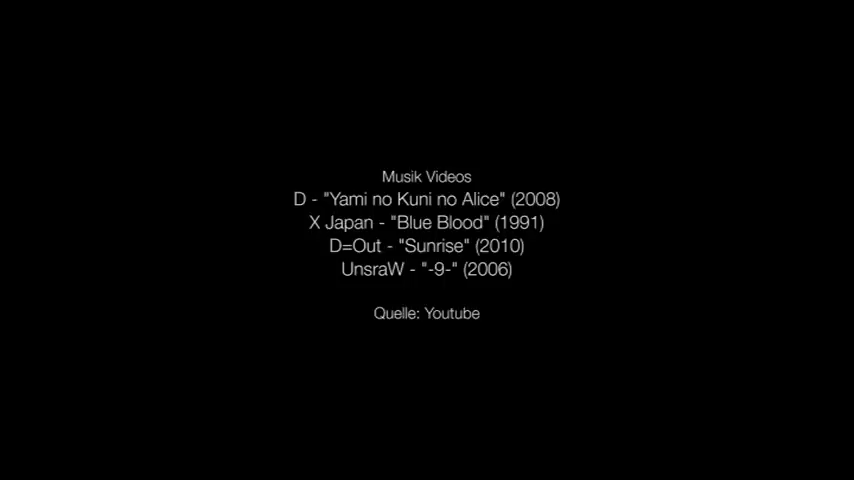 Musik Videos
D - "Yami no Kuni no Alice" (2008)
X Japan - "Blue Blood" (1991)
D=Out - "Sunrise" (2010)
UnsraW - "-9-" (2006)
Quelle: Youtube